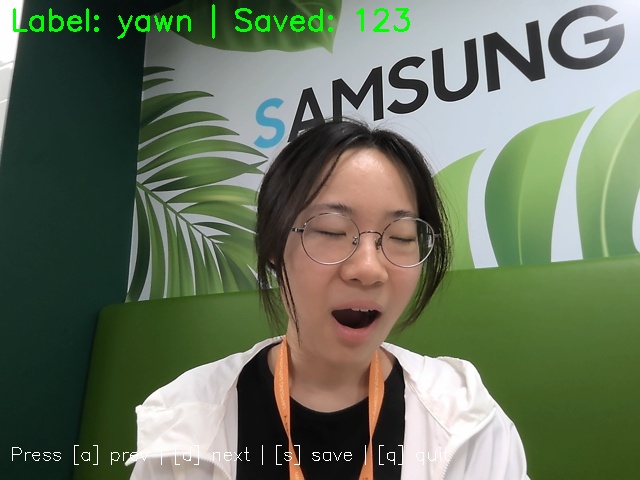 Label: yawn | Saved: 123
SAMSUNG
Press [a] prev | [d] next | [s] save | [q] quit